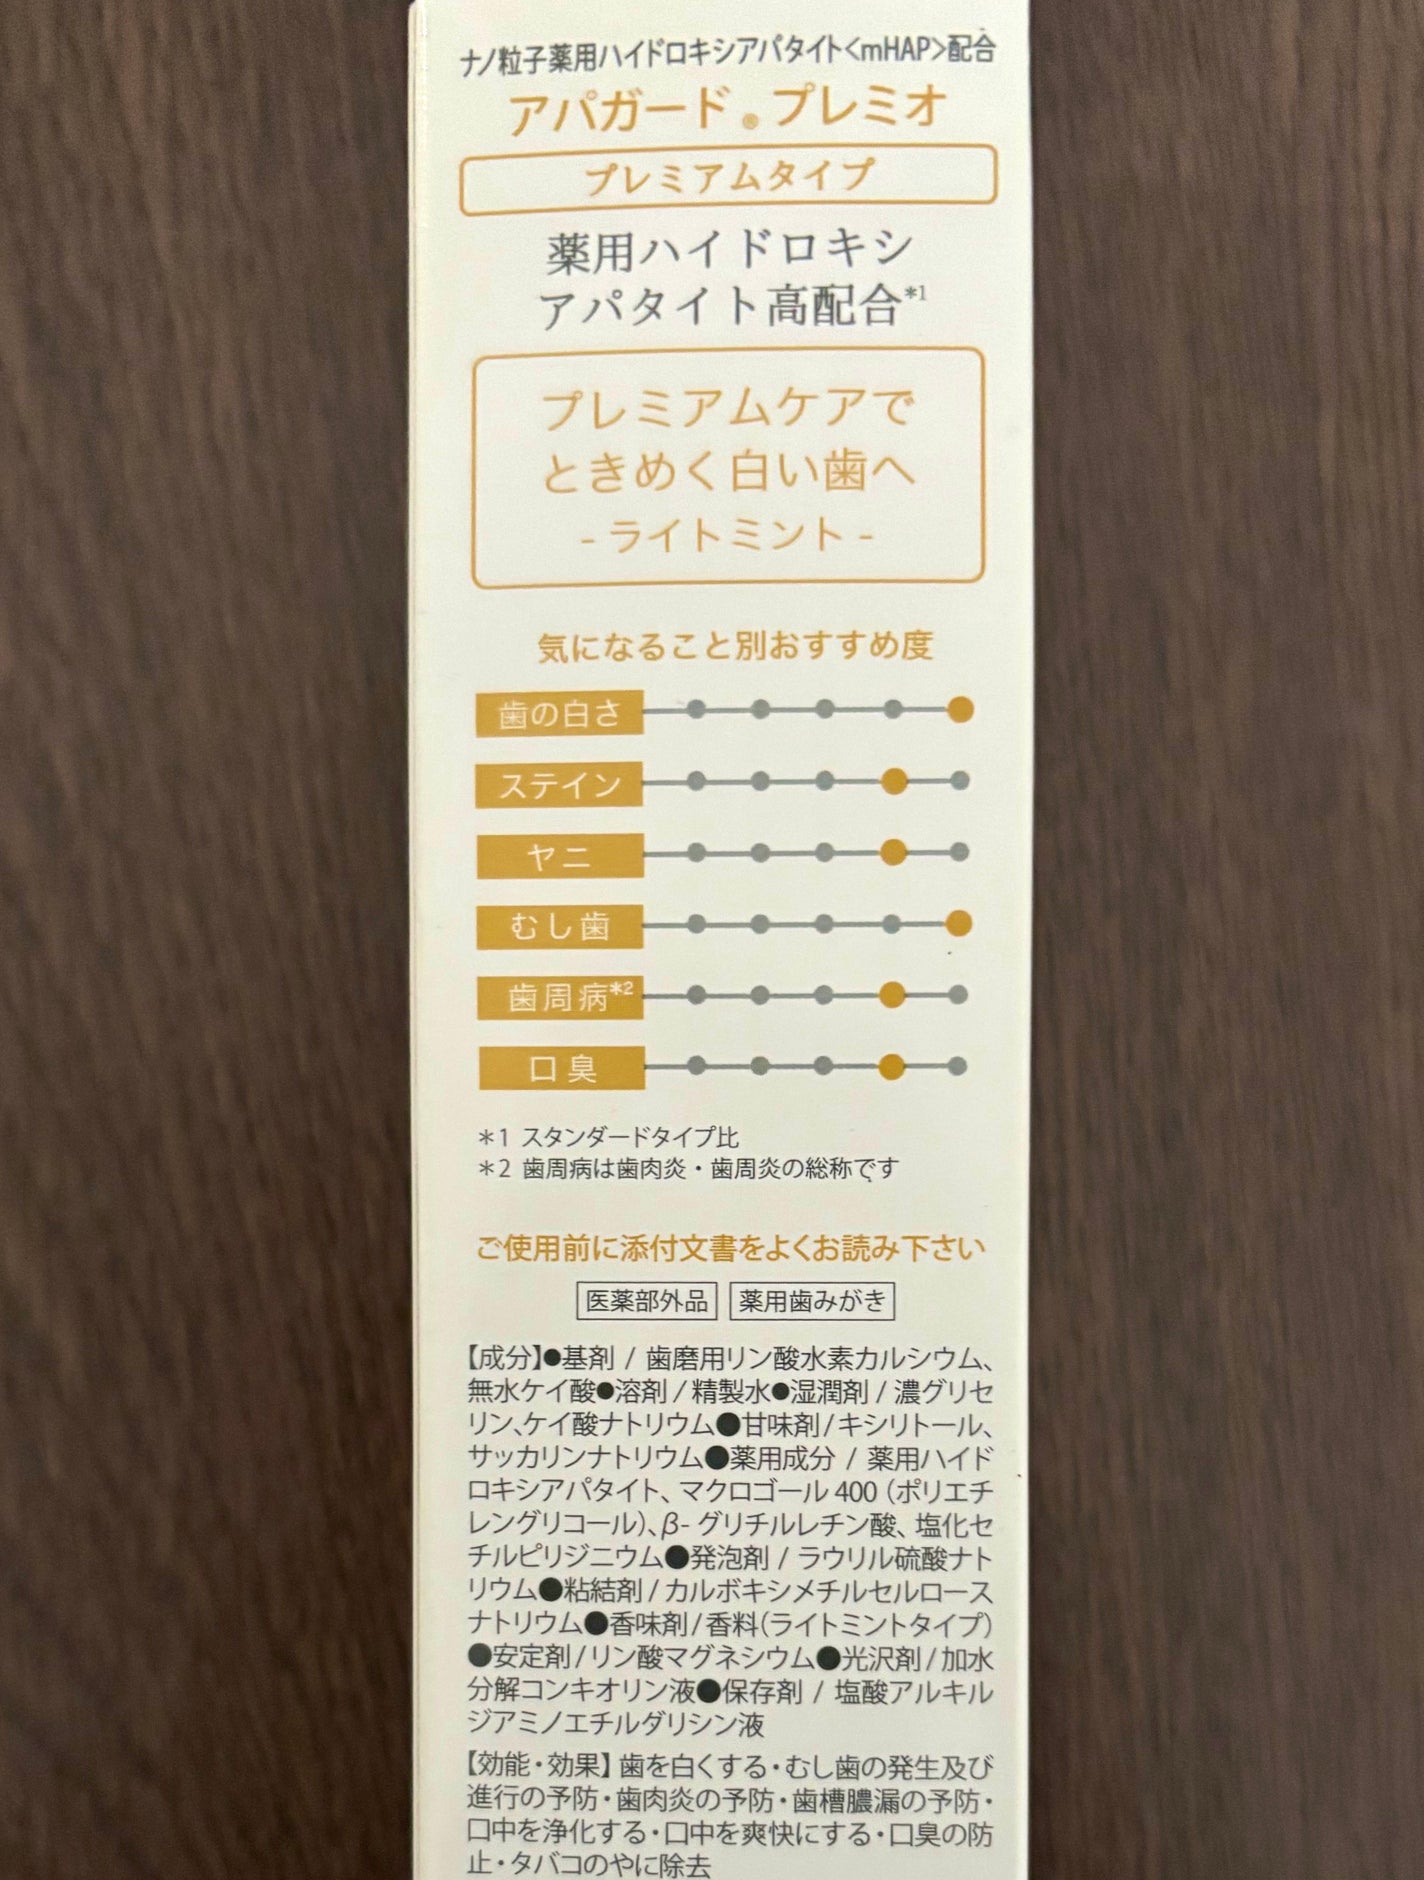 ナノ粒子薬用ハイドロキシアパタイト<mHAP>配合
アパガード®プレミオ
プレミアムタイプ
薬用ハイドロキシ
アパタイト高配合*1
プレミアムケアで
ときめく白い歯へ
- ライトミント -
気になること別おすすめ度
歯の白さ
ステイン
ヤニ
むし歯
歯周病*2
口臭
*1 スタンダードタイプ比
*2 歯周病は歯肉炎・歯周炎の総称です
ご使用前に添付文書をよくお読み下さい
医薬部外品 薬用歯みがき
【成分】●基剤 / 歯磨用リン酸水素カルシウム、
無水ケイ酸●溶剤 / 精製水●湿潤剤 / 濃グリセ
リン、ケイ酸ナトリウム●甘味剤/キシリトール、
サッカリンナトリウム●薬用成分 / 薬用ハイド
ロキシアパタイト、マクロゴール400（ポリエチ
レングリコール）、β-グリチルレチン酸、塩化セ
チルピリジニウム●発泡剤 / ラウリル硫酸ナト
リウム●粘結剤 / カルボキシメチルセルロース
ナトリウム●香味剤/香料（ライトミントタイプ）
●安定剤/リン酸マグネシウム●光沢剤/加水
分解コンキオリン液●保存剤 / 塩酸アルキル
ジアミノエチルグリシン液
【効能・効果】歯を白くする・むし歯の発生及び
進行の予防・歯肉炎の予防・歯槽膿漏の予防・
口中を浄化する・口中を爽快にする・口臭の防
止・タバコのやに除去